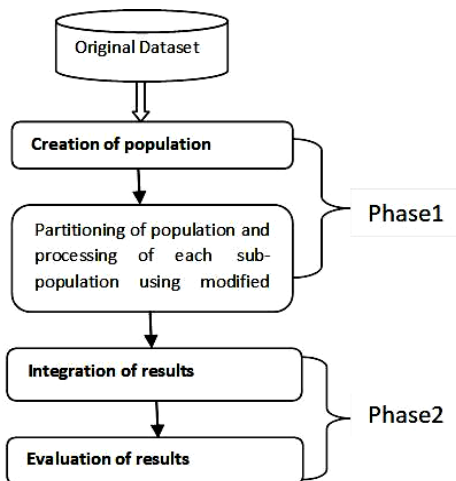 Original Dataset
Creation of population
Partitioning of population and
processing of each sub-
population using modified
Phase1
Integration of results
Evaluation of results
Phase2